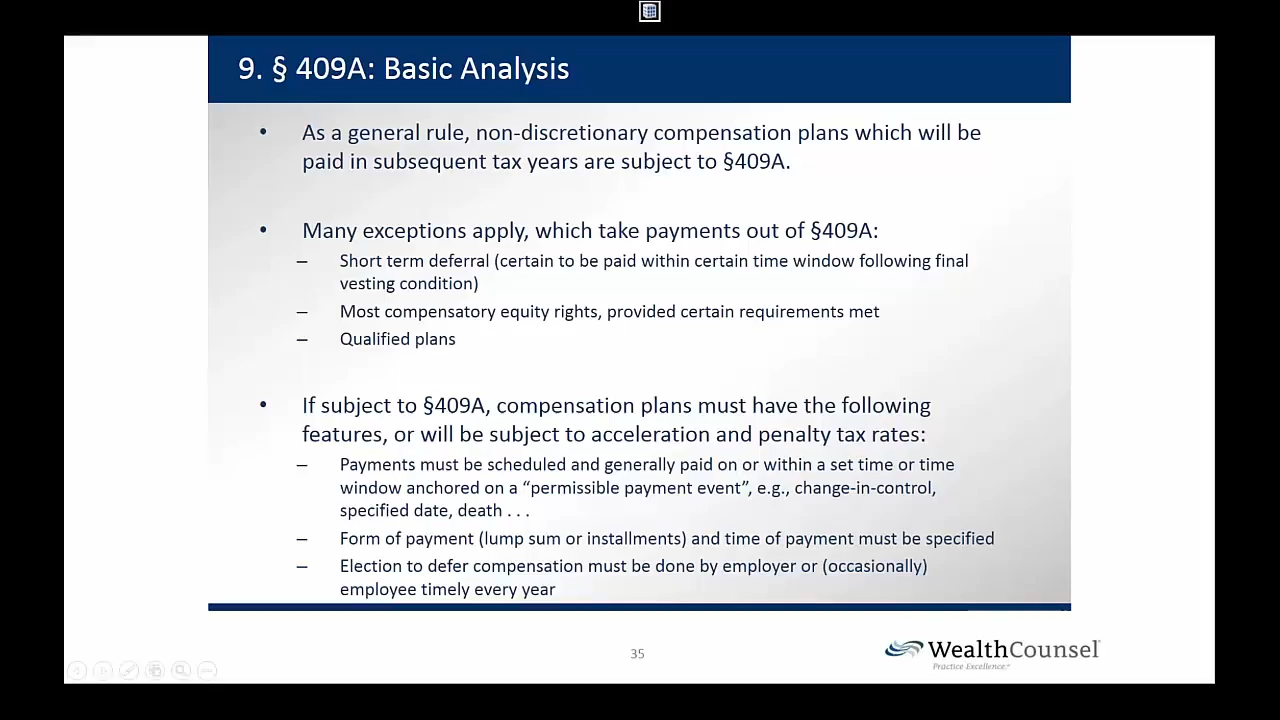 9. § 409A: Basic Analysis
• As a general rule, non-discretionary compensation plans which will be
paid in subsequent tax years are subject to §409A.
• Many exceptions apply, which take payments out of §409A:
– Short term deferral (certain to be paid within certain time window following final
vesting condition)
– Most compensatory equity rights, provided certain requirements met
– Qualified plans
• If subject to §409A, compensation plans must have the following
features, or will be subject to acceleration and penalty tax rates:
– Payments must be scheduled and generally paid on or within a set time or time
window anchored on a “permissible payment event”, e.g., change-in-control,
specified date, death . . .
– Form of payment (lump sum or installments) and time of payment must be specified
– Election to defer compensation must be done by employer or (occasionally)
employee timely every year
35
WealthCounsel
Practice Excellence.